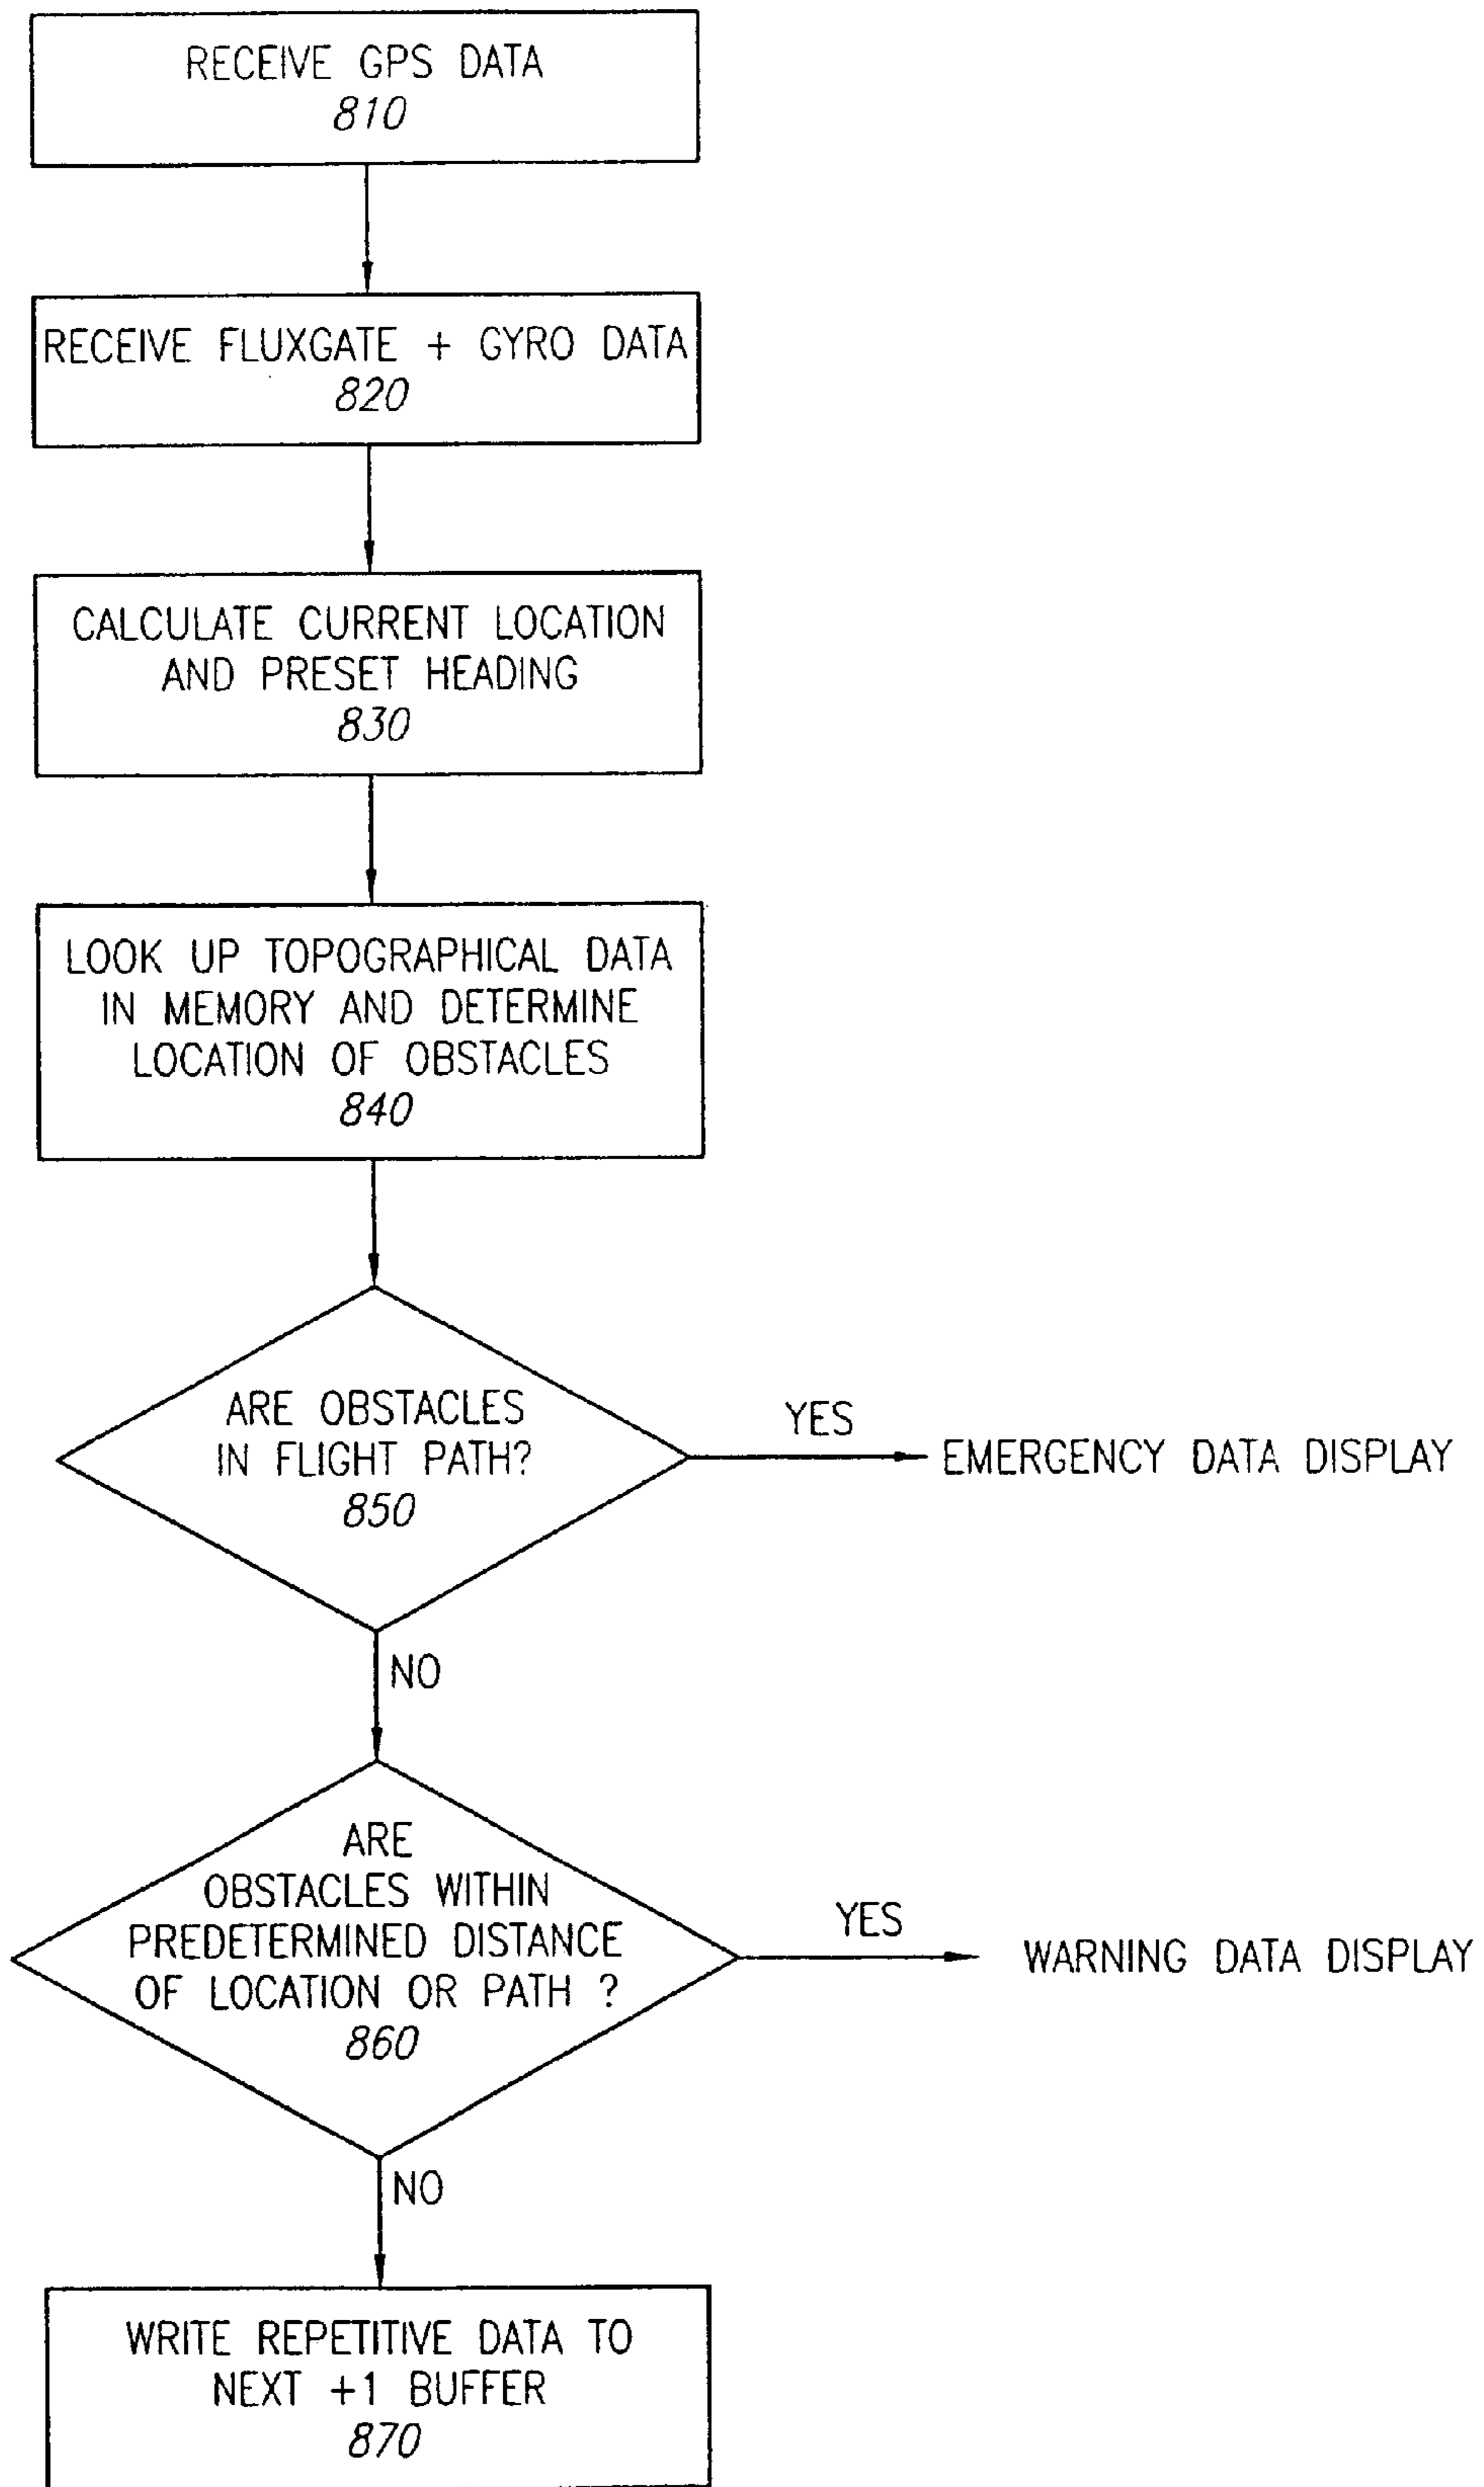 RECEIVE GPS DATA
810
RECEIVE FLUXGATE + GYRO DATA
820
CALCULATE CURRENT LOCATION
AND PRESET HEADING
830
LOOK UP TOPOGRAPHICAL DATA
IN MEMORY AND DETERMINE
LOCATION OF OBSTACLES
840
ARE OBSTACLES
IN FLIGHT PATH?
850
YES
EMERGENCY DATA DISPLAY
NO
ARE
OBSTACLES WITHIN
PREDETERMINED DISTANCE
OF LOCATION OR PATH ?
860
YES
WARNING DATA DISPLAY
NO
WRITE REPETITIVE DATA TO
NEXT +1 BUFFER
870